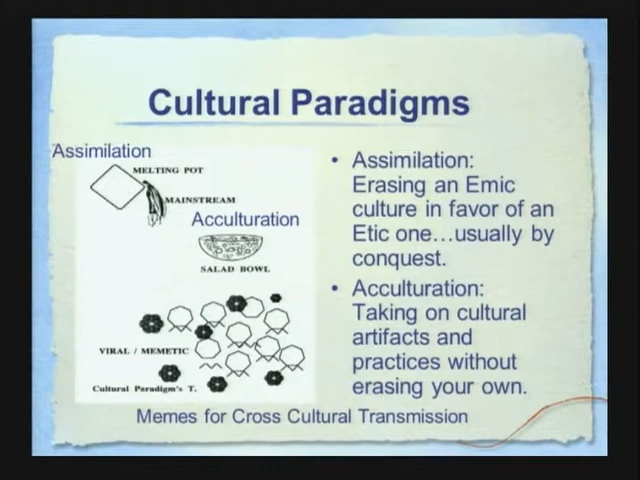 Cultural Paradigms
Assimilation
MELTING POT
MAINSTREAM
Acculturation
SALAD BOWL
VIRAL / MEMETIC
Cultural Paradigm's T.
• Assimilation:
Erasing an Emic
culture in favor of an
Etic one…usually by
conquest.
• Acculturation:
Taking on cultural
artifacts and
practices without
erasing your own.
Memes for Cross Cultural Transmission